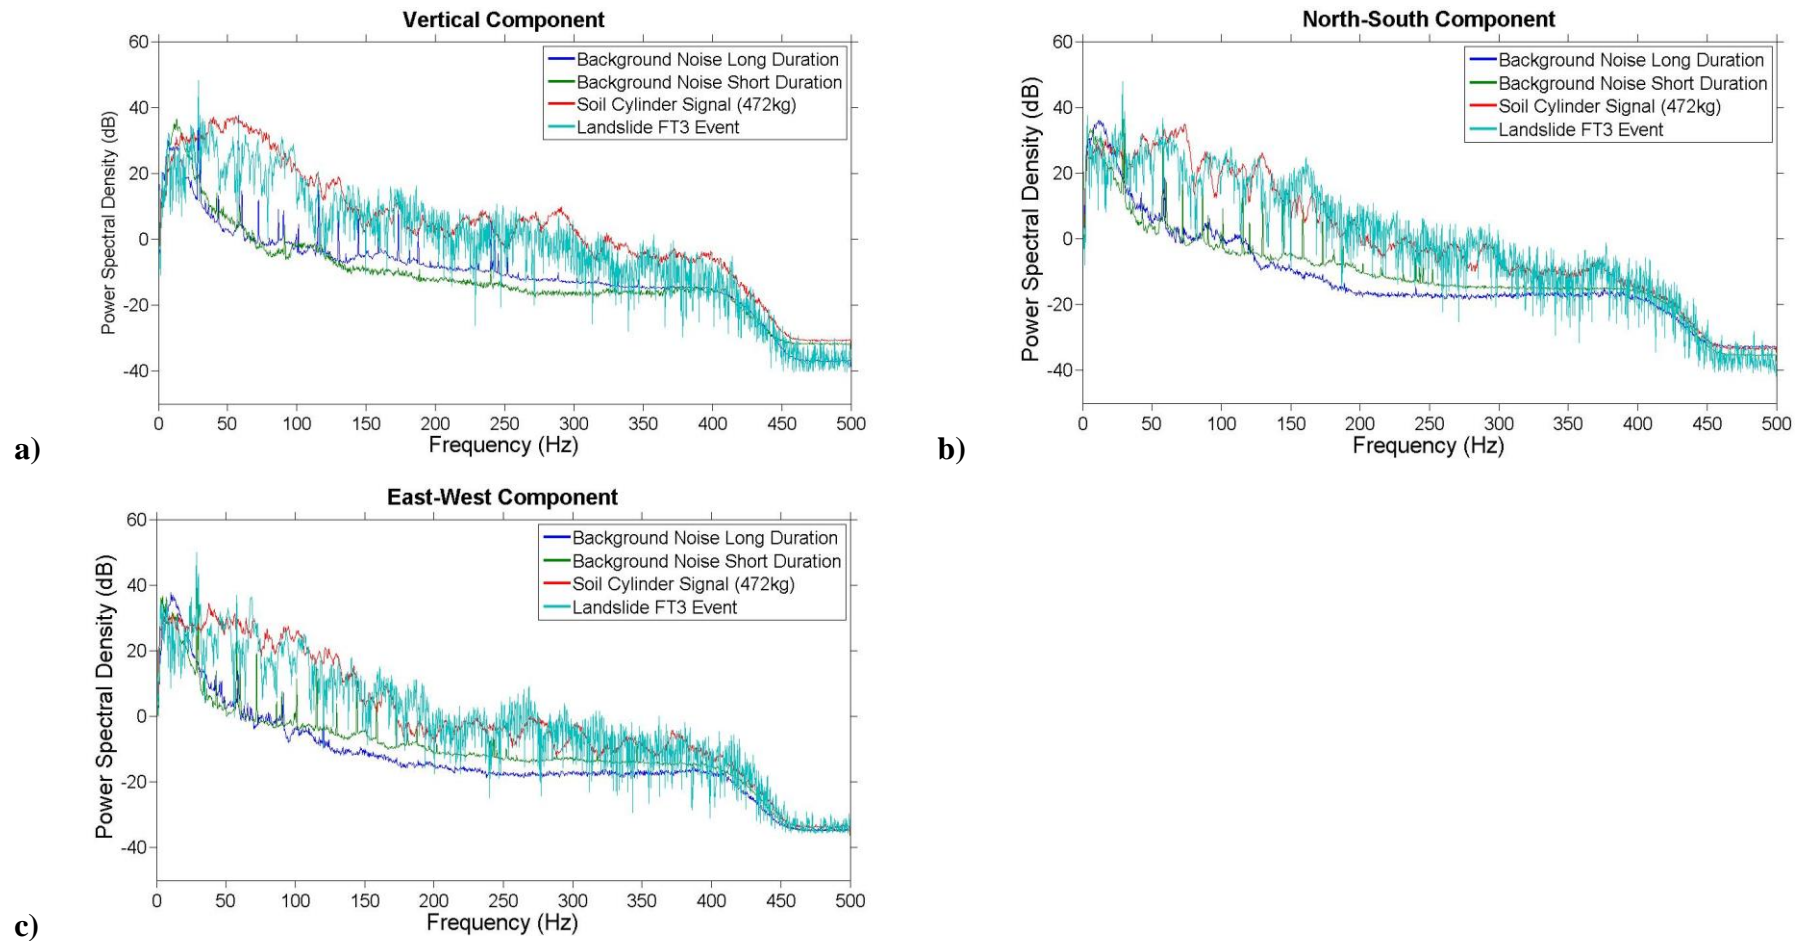 Vertical Component
60
40
20
0
-20
-40
Power Spectral Density (dB)
Background Noise Long Duration
Background Noise Short Duration
Soil Cylinder Signal (472kg)
Landslide FT3 Event
0 50 100 150 200 250 300 350 400 450 500
Frequency (Hz)
a)
North-South Component
60
40
20
0
-20
-40
Power Spectral Density (dB)
Background Noise Long Duration
Background Noise Short Duration
Soil Cylinder Signal (472kg)
Landslide FT3 Event
0 50 100 150 200 250 300 350 400 450 500
Frequency (Hz)
b)
East-West Component
60
40
20
0
-20
-40
Power Spectral Density (dB)
Background Noise Long Duration
Background Noise Short Duration
Soil Cylinder Signal (472kg)
Landslide FT3 Event
0 50 100 150 200 250 300 350 400 450 500
Frequency (Hz)
c)